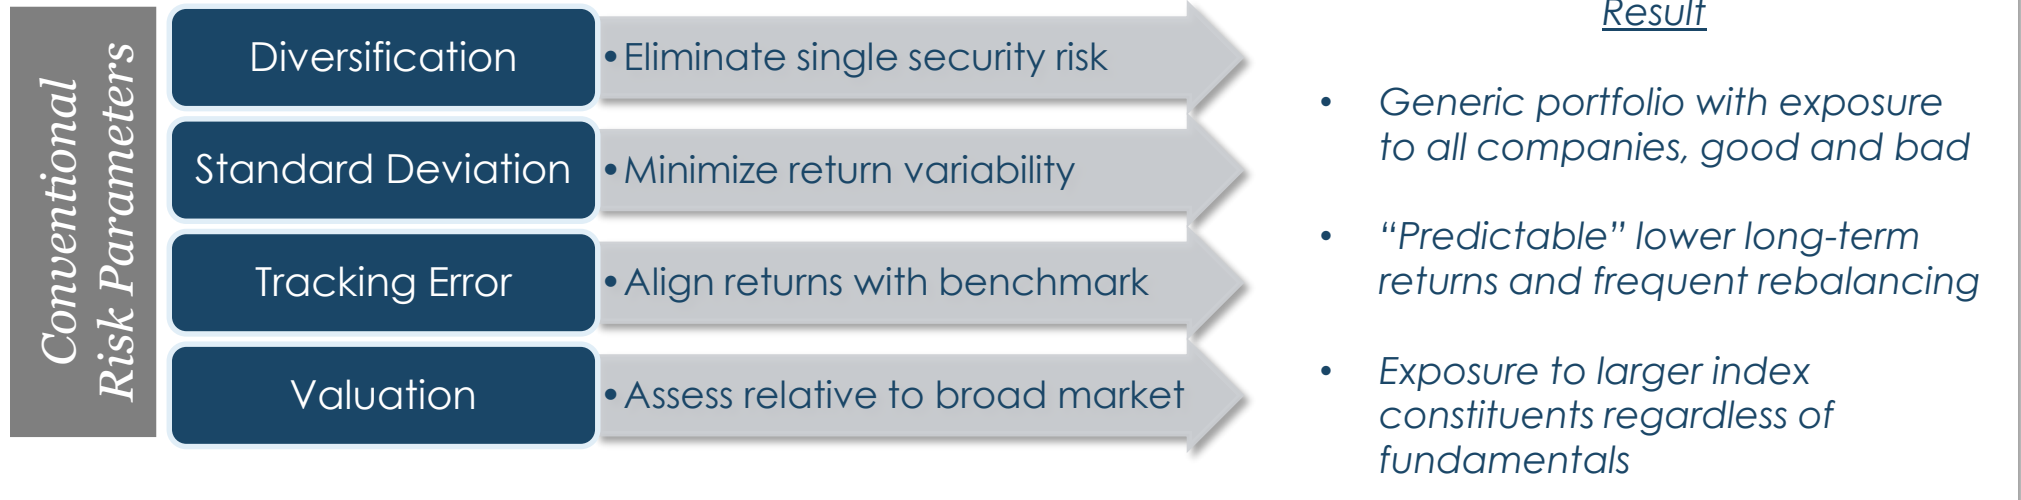 Conventional
Risk Parameters
Diversification
• Eliminate single security risk
Standard Deviation
• Minimize return variability
Tracking Error
• Align returns with benchmark
Valuation
• Assess relative to broad market
Result
• Generic portfolio with exposure
to all companies, good and bad
• “Predictable” lower long-term
returns and frequent rebalancing
• Exposure to larger index
constituents regardless of
fundamentals